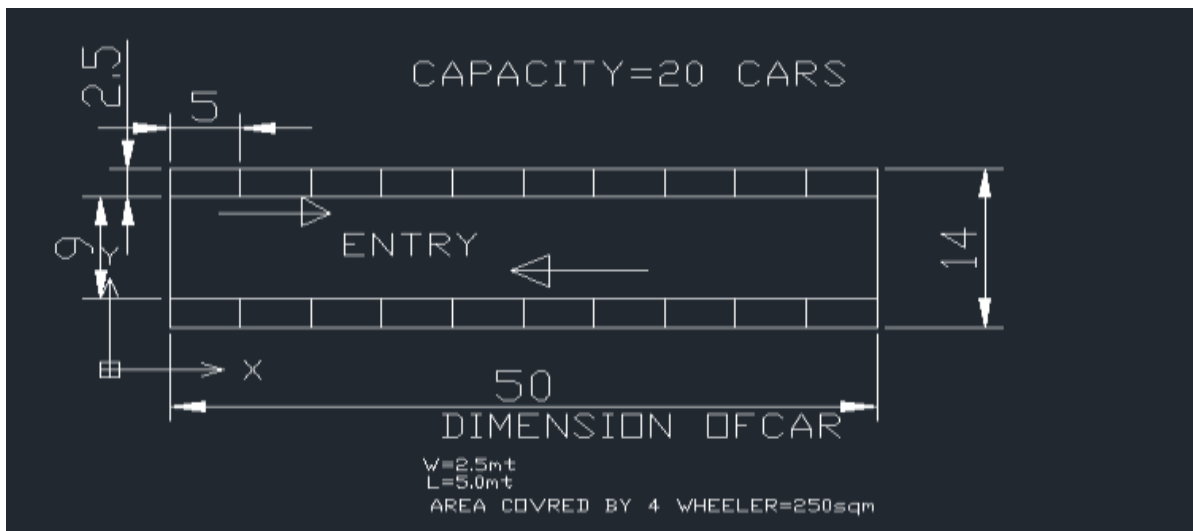 CAPACITY=20 CARS
2.5
5
ENTRY
9
Y
14
X
50
DIMENSION OFCAR
W=2.5mt
L=5.0mt
AREA COVRED BY 4 WHEELER=250sqm